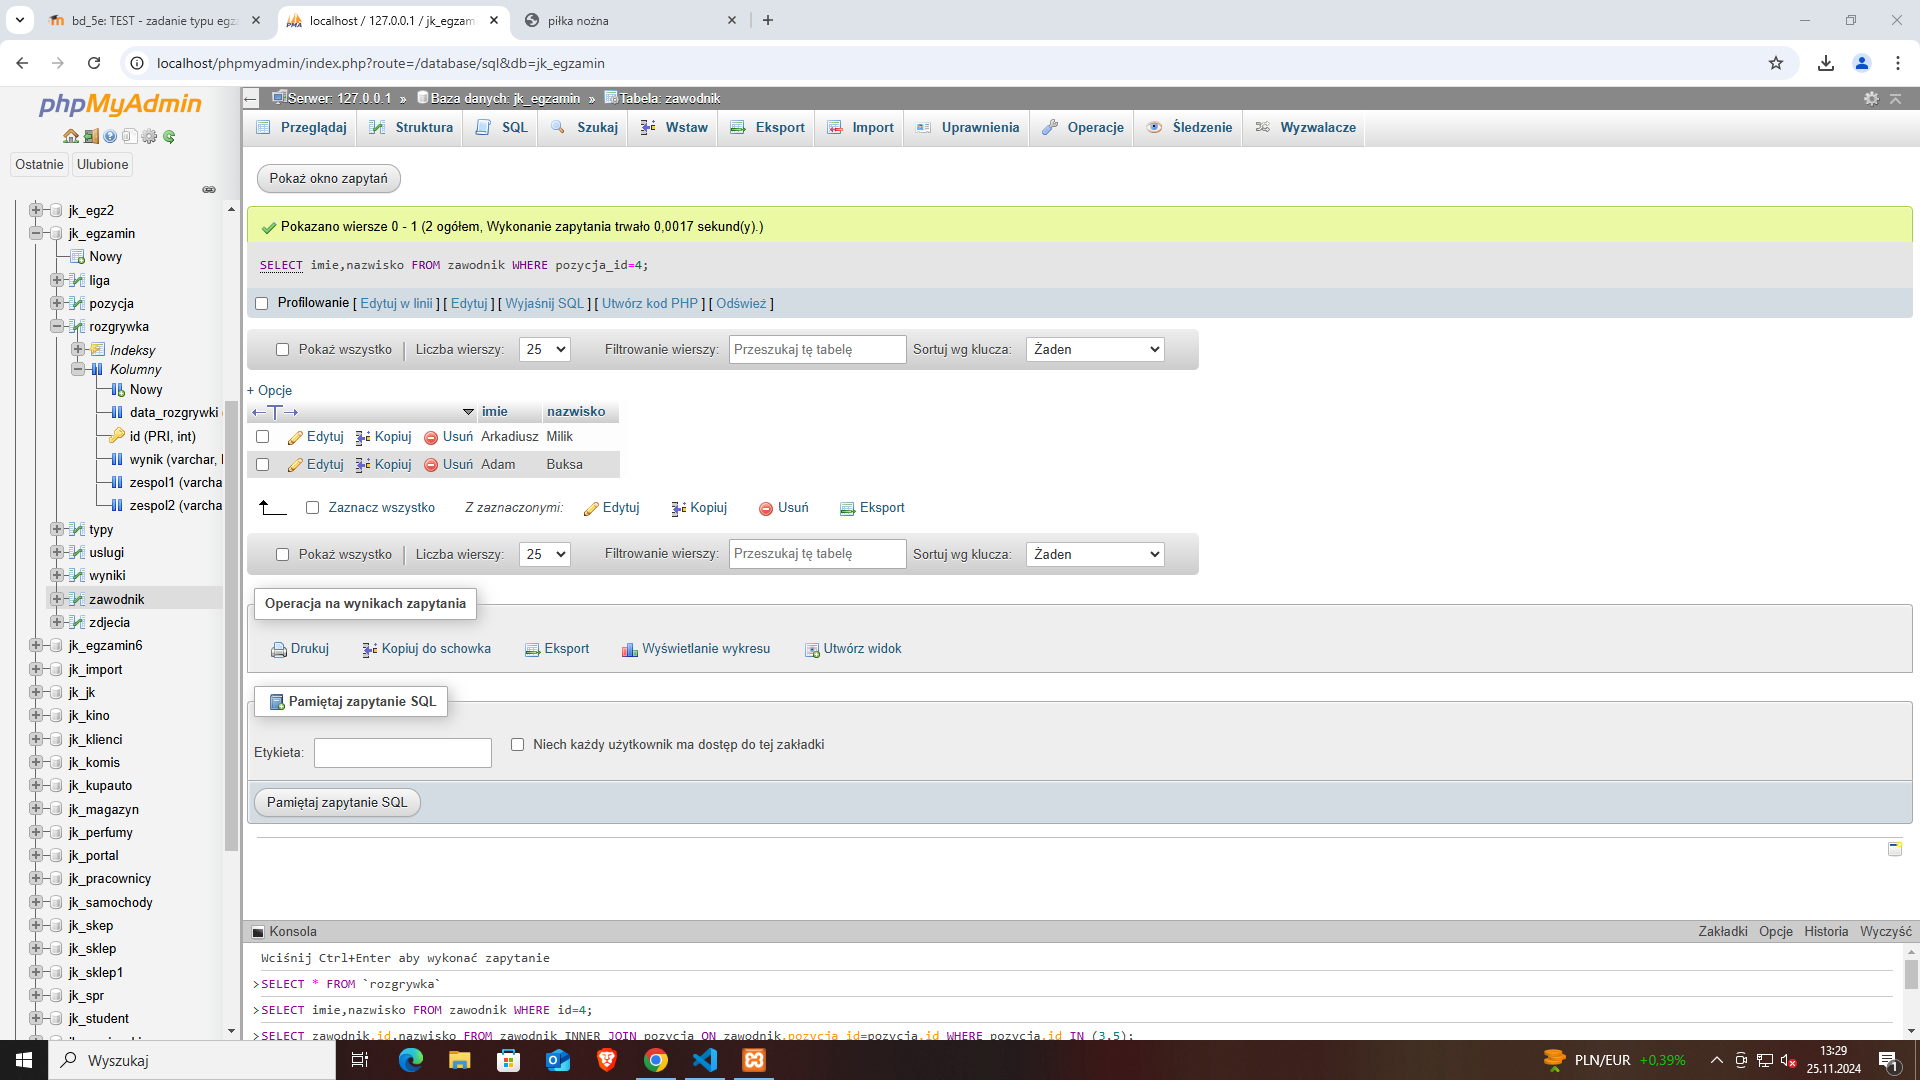 bd_5e: TEST - zadanie typu egz
localhost / 127.0.0.1 / jk_egzam
piłka nożna
localhost/phpmyadmin/index.php?route=/database/sql&db=jk_egzamin
phpMyAdmin
Ostatnie
Ulubione
jk_egz2
jk_egzamin
Nowy
liga
pozycja
rozgrywka
Indeksy
Kolumny
Nowy
data_rozgrywki
id (PRI, int)
wynik (varchar,
zespol1 (varcha
zespol2 (varcha
typy
uslugi
wyniki
zawodnik
zdjecia
jk_egzamin6
jk_import
jk_jk
jk_kino
jk_klienci
jk_komis
jk_kupauto
jk_magazyn
jk_perfumy
jk_portal
jk_pracownicy
jk_samochody
jk_skep
jk_sklep
jk_sklep1
jk_spr
jk_student
Serwer: 127.0.0.1 » Baza danych: jk_egzamin » Tabela: zawodnik
Przeglądaj Struktura SQL Szukaj Wstaw Eksport Import Uprawnienia Operacje Śledzenie Wyzwalacze
Pokaż okno zapytań
Pokazano wiersze 0 - 1 (2 ogółem, Wykonanie zapytania trwało 0,0017 sekund(y).)
SELECT imie,nazwisko FROM zawodnik WHERE pozycja_id=4;
Profilowanie [ Edytuj w linii ] [ Edytuj ] [ Wyjaśnij SQL ] [ Utwórz kod PHP ] [ Odśwież ]
Pokaż wszystko Liczba wierszy: 25 Filtrowanie wierszy: Przeszukaj tę tabelę Sortuj wg klucza: Żaden
+ Opcje
←T→ imie nazwisko
Edytuj Kopiuj Usuń Arkadiusz Milik
Edytuj Kopiuj Usuń Adam Buksa
Zaznacz wszystko Z zaznaczonymi: Edytuj Kopiuj Usuń Eksport
Pokaż wszystko Liczba wierszy: 25 Filtrowanie wierszy: Przeszukaj tę tabelę Sortuj wg klucza: Żaden
Operacja na wynikach zapytania
Drukuj Kopiuj do schowka Eksport Wyświetlanie wykresu Utwórz widok
Pamiętaj zapytanie SQL
Etykieta: Niech każdy użytkownik ma dostęp do tej zakładki
Pamiętaj zapytanie SQL
Konsola Zakładki Opcje Historia Wyczyść
Wciśnij Ctrl+Enter aby wykonać zapytanie
>SELECT * FROM `rozgrywka`
>SELECT imie,nazwisko FROM zawodnik WHERE id=4;
>SELECT zawodnik.id,nazwisko FROM zawodnik INNER JOIN pozycja ON zawodnik.pozycja_id=pozycja.id WHERE pozycja.id IN (3,5);
Wyszukaj
PLN/EUR +0,39%
13:29
25.11.2024
1